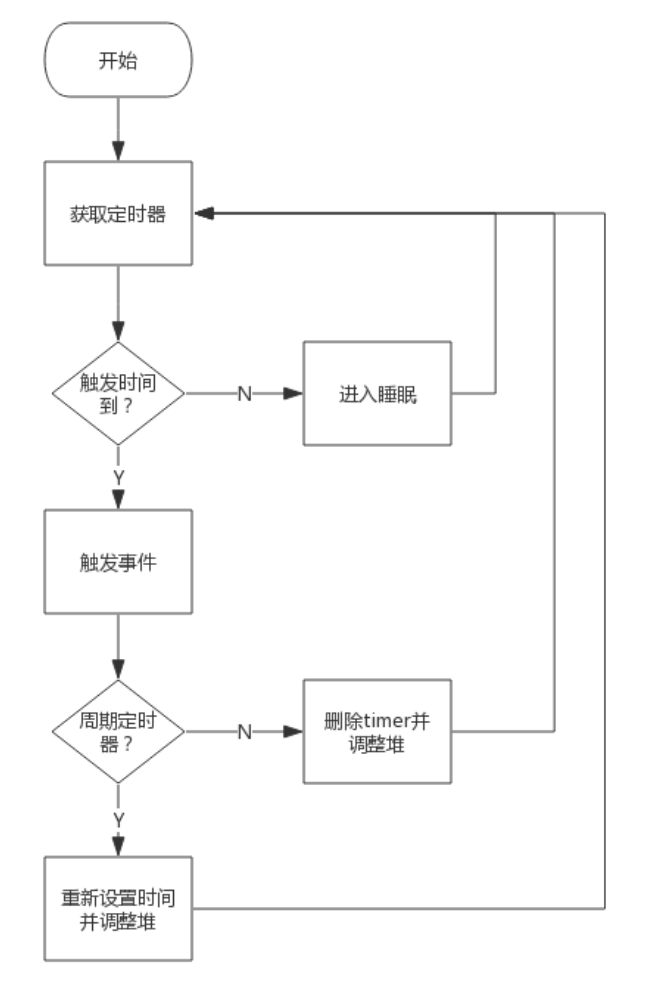 开始
获取定时器
触发时间
到？
N
进入睡眠
Y
触发事件
周期定时
器？
N
删除timer并
调整堆
Y
重新设置时间
并调整堆